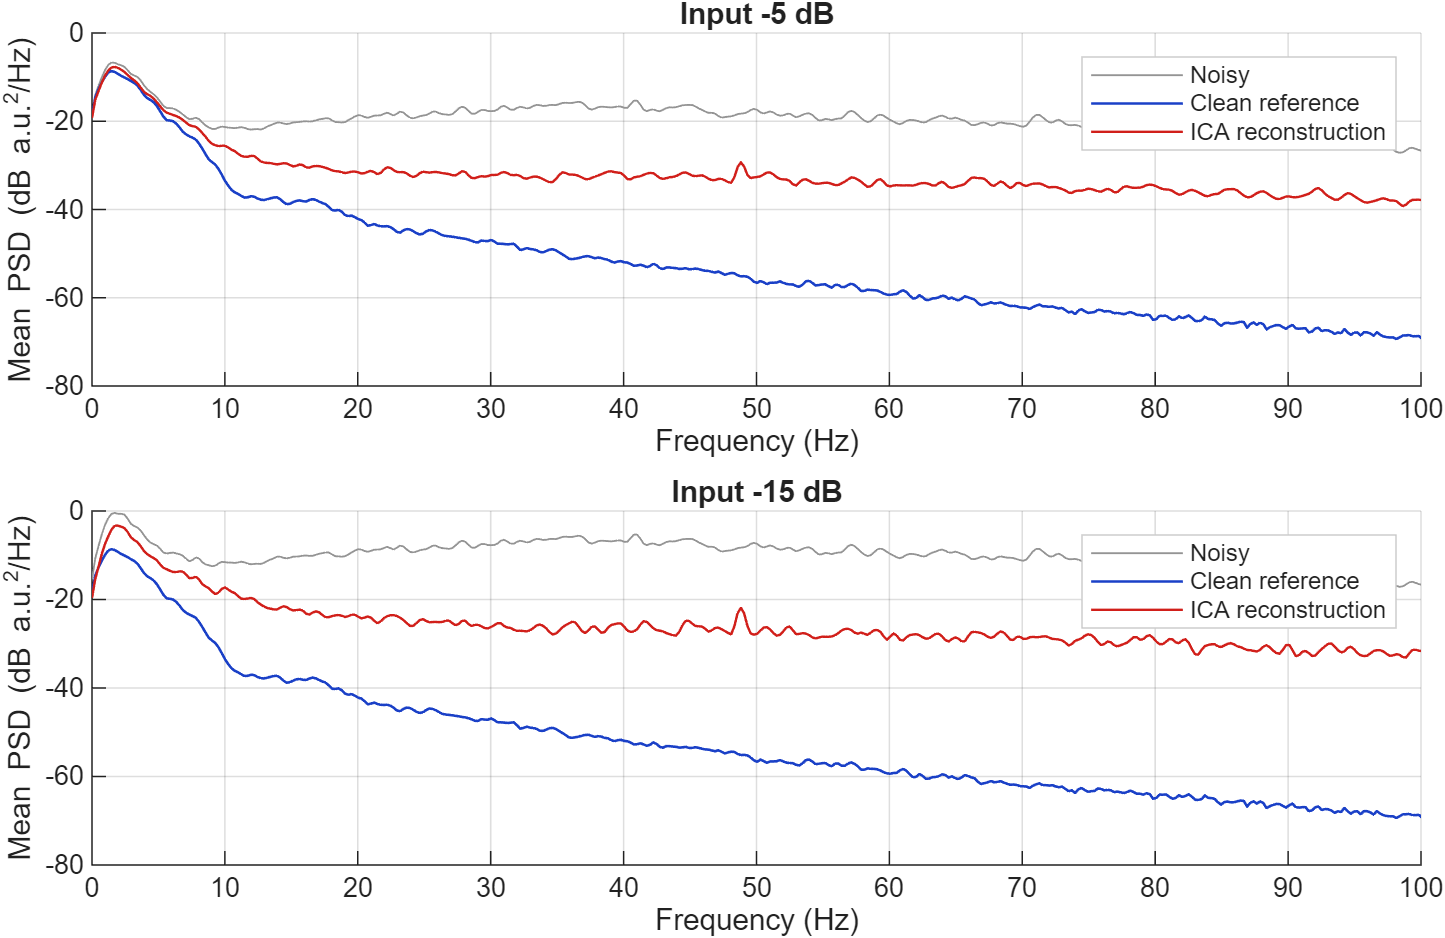 Input -5 dB
Mean PSD (dB a.u.²/Hz)
0
-20
-40
-60
-80
Noisy
Clean reference
ICA reconstruction
0 10 20 30 40 50 60 70 80 90 100
Frequency (Hz)
Input -15 dB
Mean PSD (dB a.u.²/Hz)
0
-20
-40
-60
-80
Noisy
Clean reference
ICA reconstruction
0 10 20 30 40 50 60 70 80 90 100
Frequency (Hz)